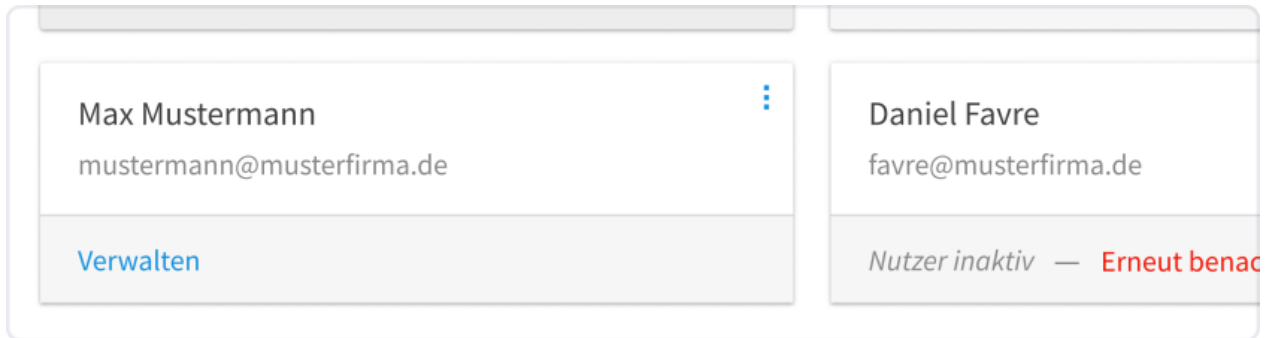 Max Mustermann
mustermann@musterfirma.de
Verwalten
Daniel Favre
favre@musterfirma.de
Nutzer inaktiv — Erneut